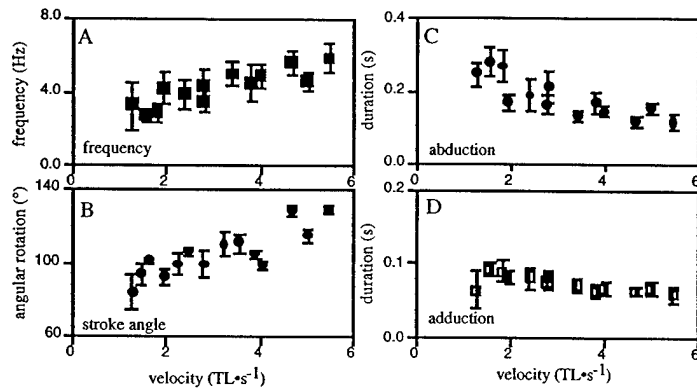 A
frequency (Hz)
8.0
4.0
0.0
frequency
0 2 4 6
B
angular rotation (°)
140
100
60
stroke angle
0 2 4 6
velocity (TL•s⁻¹)
C
duration (s)
0.4
0.2
0.0
abduction
0 2 4 6
D
duration (s)
0.2
0.1
0.0
adduction
0 2 4 6
velocity (TL•s⁻¹)